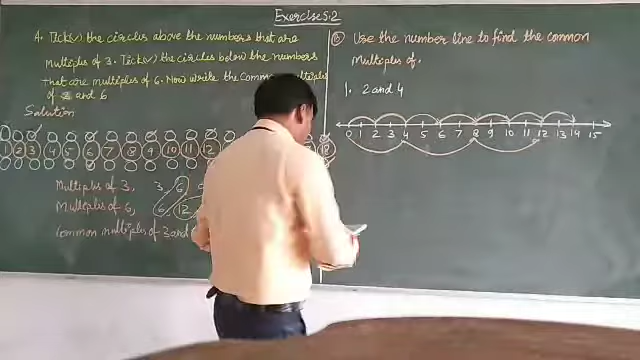 Exercise 5.2
4. Tick(✓) the circles above the numbers that are
multiples of 3. Tick(✓) the circles below the numbers
that are multiples of 6. Now write the common multiples
of 3 and 6
Solution
1 2 3 4 5 6 7 8 9 10 11 12 18
Multiples of 3, 3, 6,
Multiples of 6, 6, 12
Common multiples of 3 and
B Use the number line to find the common
Multiples of.
1. 2 and 4
0 1 2 3 4 5 6 7 8 9 10 11 12 13 14 15